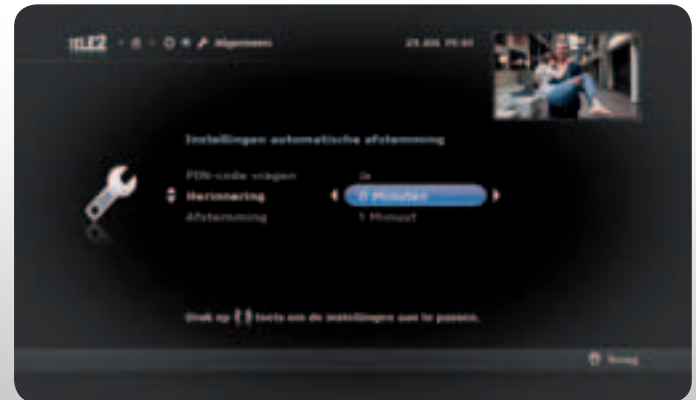 TELE2 Algemeen
Instellingen automatische afstemming
PIN-code vragen Ja
Herinnering Minuten
Afstemming 1 Minuut
Druk op toets om de instellingen aan te passen.
Terug